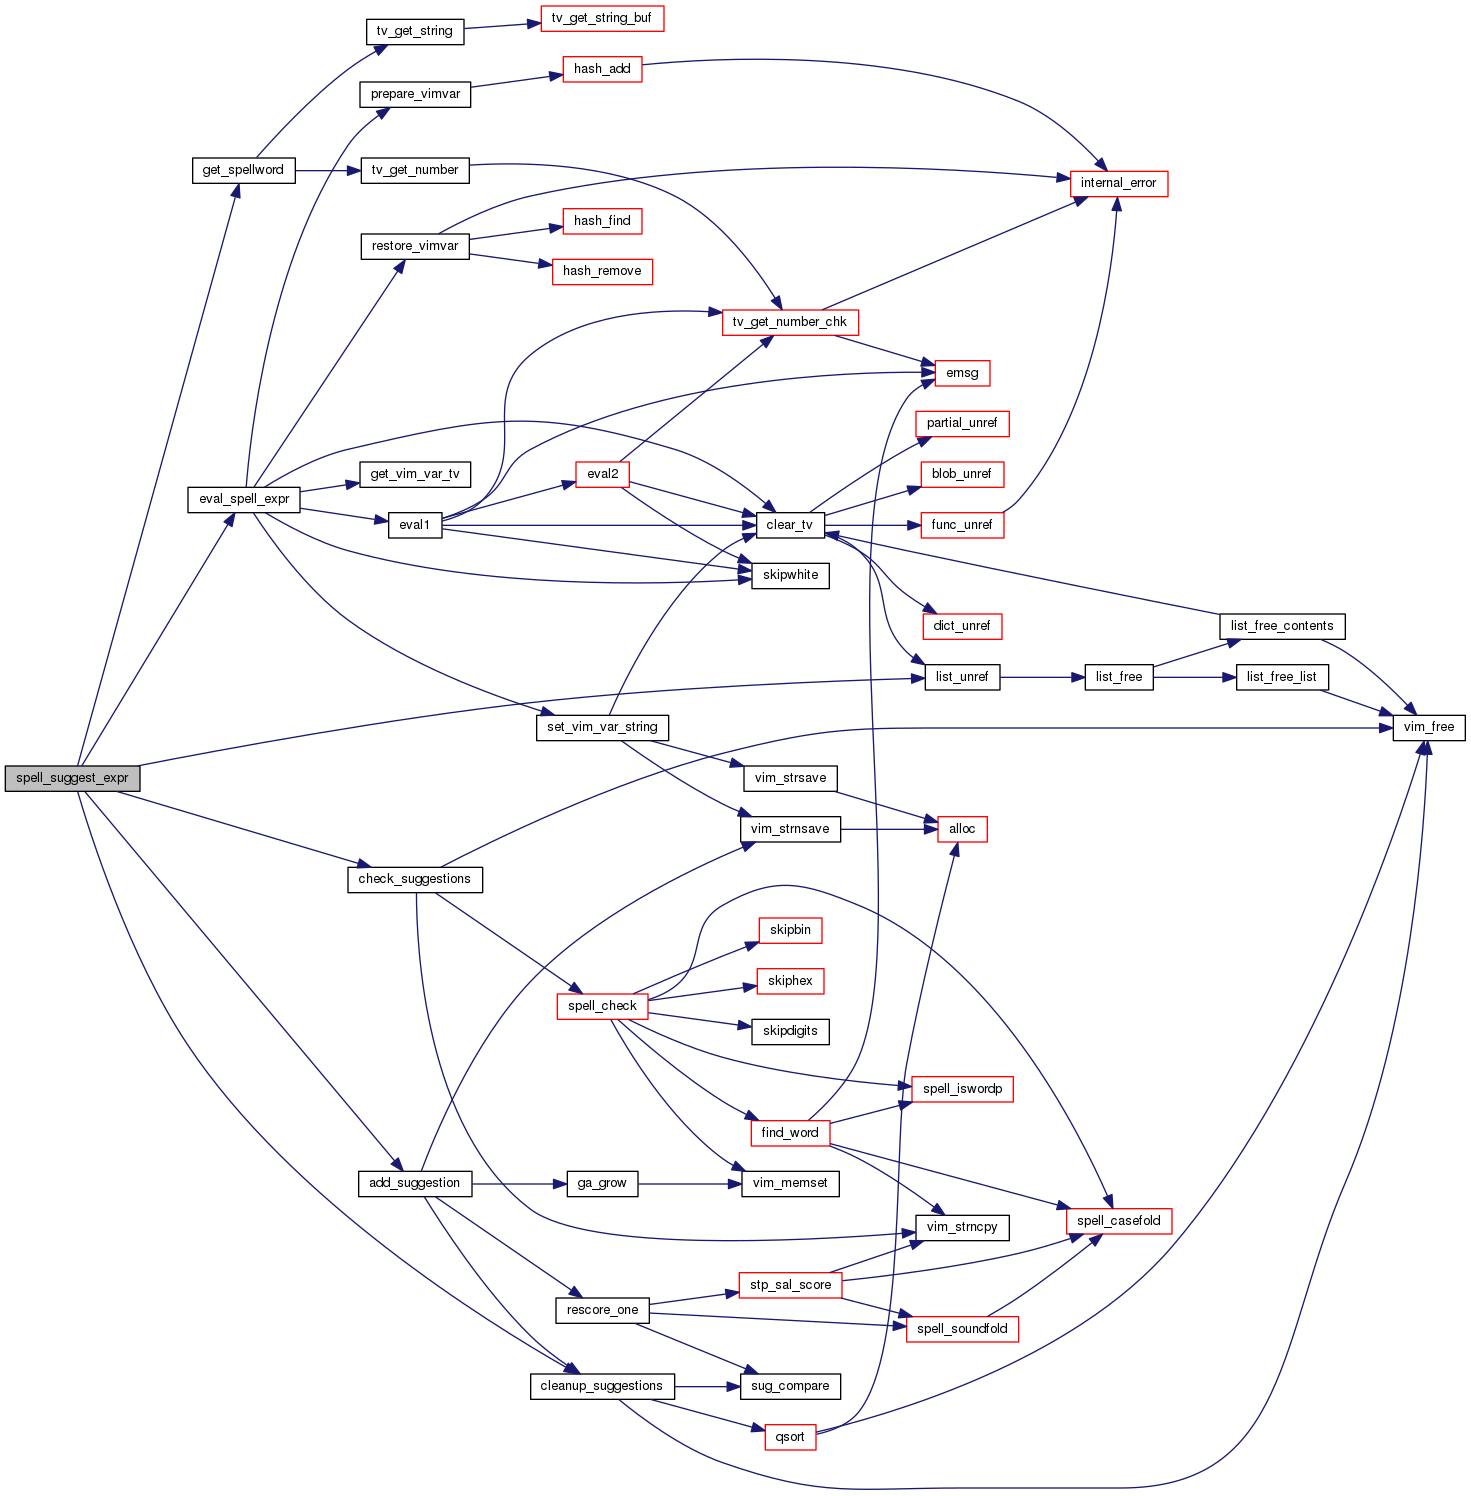 tv_get_string_buf
tv_get_string
hash_add
prepare_vimvar
get_spellword
tv_get_number
internal_error
hash_find
restore_vimvar
hash_remove
tv_get_number_chk
emsg
partial_unref
get_vim_var_tv
eval2
blob_unref
eval_spell_expr
eval1
clear_tv
func_unref
skipwhite
dict_unref
list_free_contents
list_unref
list_free
list_free_list
set_vim_var_string
vim_free
spell_suggest_expr
vim_strsave
vim_strnsave
alloc
check_suggestions
skipbin
skiphex
spell_check
skipdigits
spell_iswordp
find_word
add_suggestion
ga_grow
vim_memset
vim_strncpy
spell_casefold
stp_sal_score
rescore_one
spell_soundfold
cleanup_suggestions
sug_compare
qsort